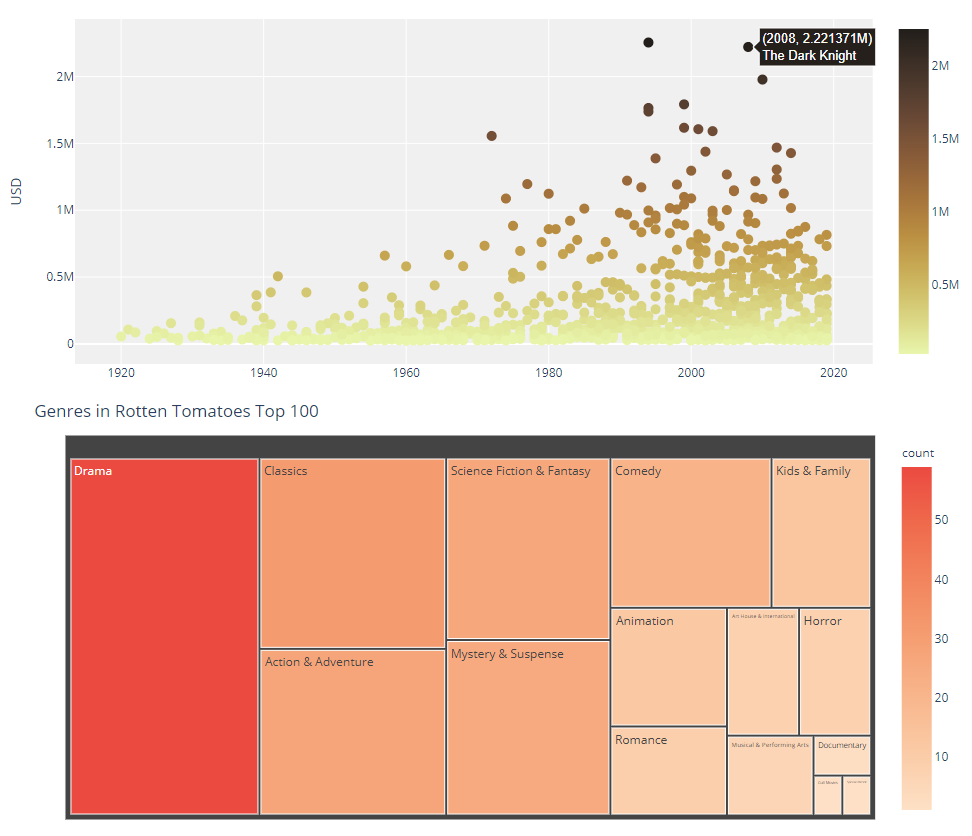 (2008, 2.221371M)
The Dark Knight
USD
2M
1.5M
1M
0.5M
0
1920
1940
1960
1980
2000
2020
2M
1.5M
1M
0.5M
Genres in Rotten Tomatoes Top 100
Drama
Classics
Science Fiction & Fantasy
Comedy
Kids & Family
Action & Adventure
Mystery & Suspense
Animation
Art House & International
Horror
Romance
Musical & Performing Arts
Documentary
Cult Movies
count
50
40
30
20
10